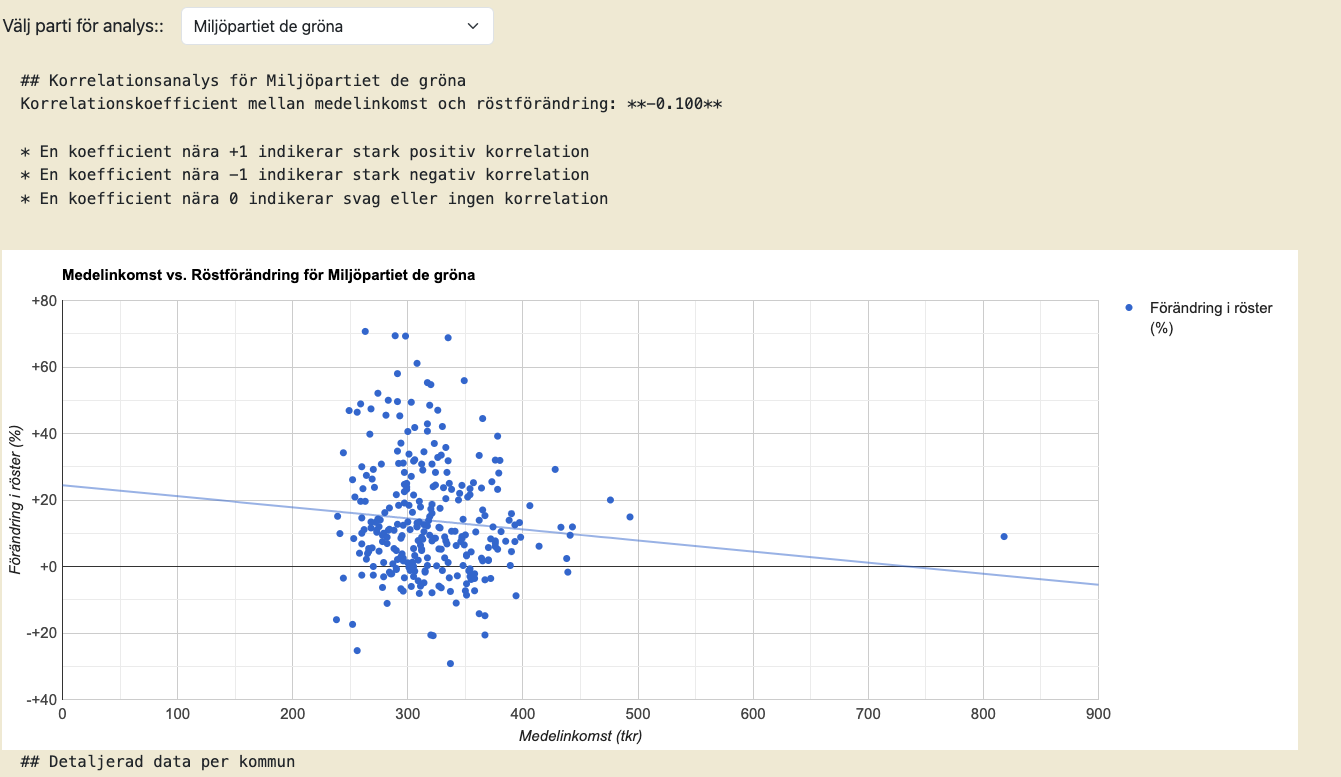 Välj parti för analys::
Miljöpartiet de gröna
## Korrelationsanalys för Miljöpartiet de gröna
Korrelationskoefficient mellan medelinkomst och röstförändring: **-0.100**
* En koefficient nära +1 indikerar stark positiv korrelation
* En koefficient nära -1 indikerar stark negativ korrelation
* En koefficient nära 0 indikerar svag eller ingen korrelation
Medelinkomst vs. Röstförändring för Miljöpartiet de gröna
+80
+60
+40
+20
+0
-+20
-+40
Förändring i röster (%)
0 100 200 300 400 500 600 700 800 900
Medelinkomst (tkr)
Förändring i röster
(%)
## Detaljerad data per kommun